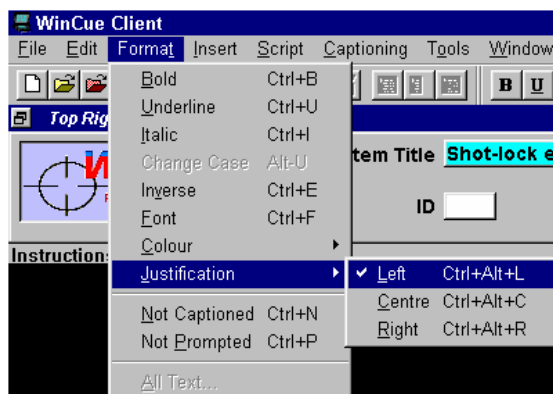 WinCue Client
File Edit Format Insert Script Captioning Tools Window
B U
Top Rig
tem Title Shot-lock e
ID
Instruction
Bold Ctrl+B
Underline Ctrl+U
Italic Ctrl+I
Change Case Alt-U
Inverse Ctrl+E
Font Ctrl+F
Colour
Justification
Not Captioned Ctrl+N
Not Prompted Ctrl+P
All Text...
Left Ctrl+Alt+L
Centre Ctrl+Alt+C
Right Ctrl+Alt+R